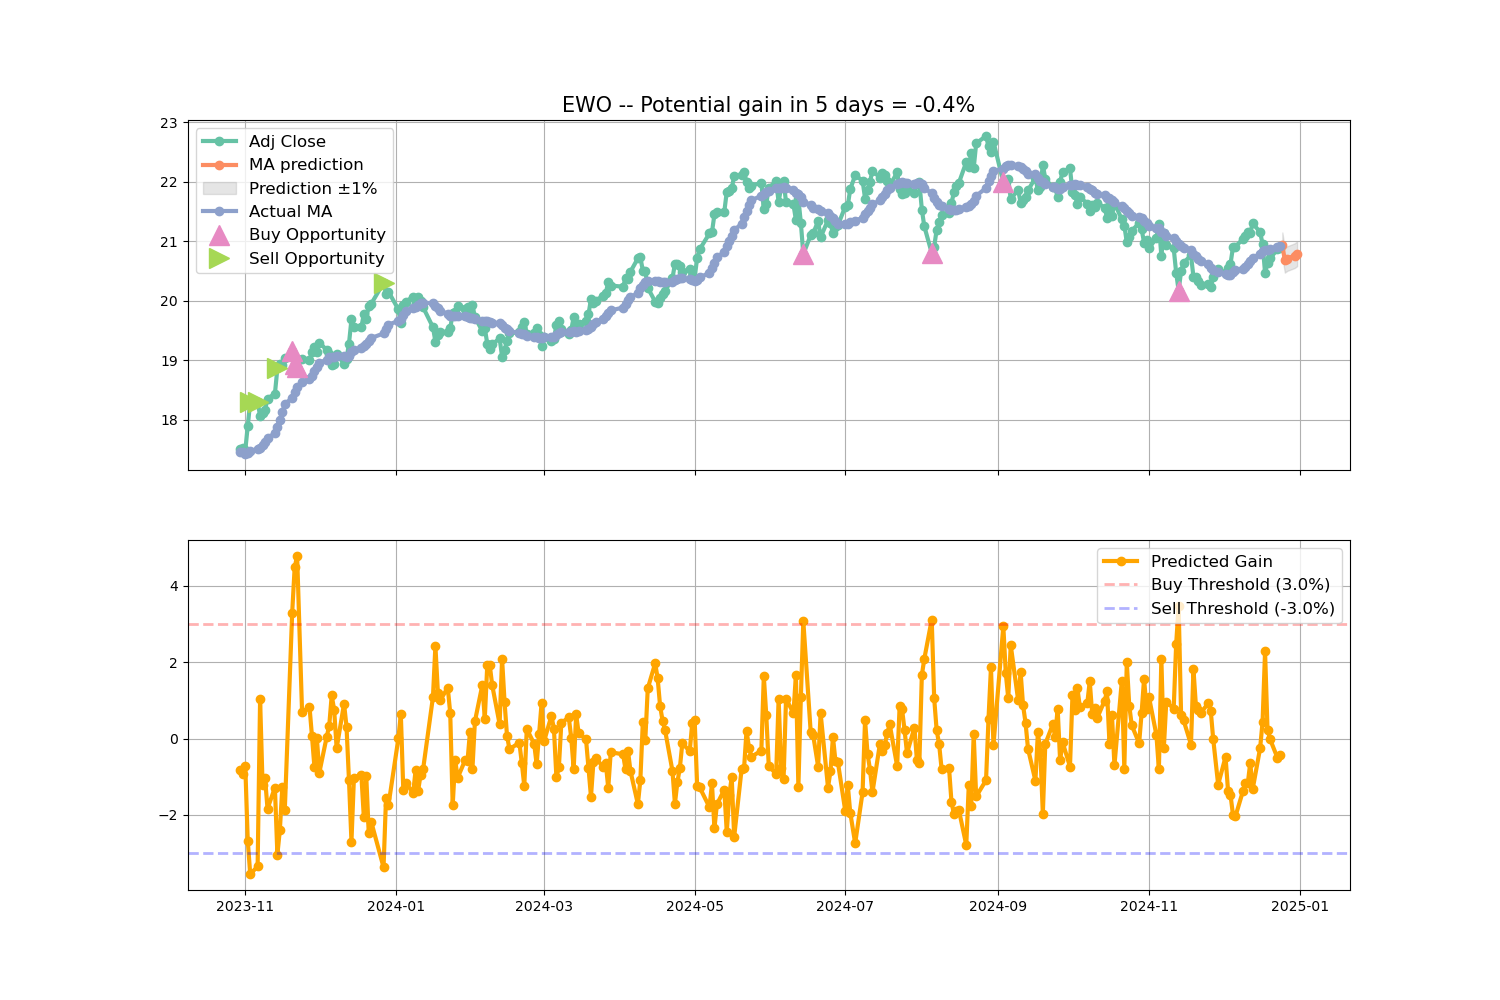 EWO -- Potential gain in 5 days = -0.4%
23
22
21
20
19
18
Adj Close
MA prediction
Prediction ±1%
Actual MA
Buy Opportunity
Sell Opportunity
4
2
0
−2
Predicted Gain
Buy Threshold (3.0%)
Sell Threshold (-3.0%)
2023-11
2024-01
2024-03
2024-05
2024-07
2024-09
2024-11
2025-01